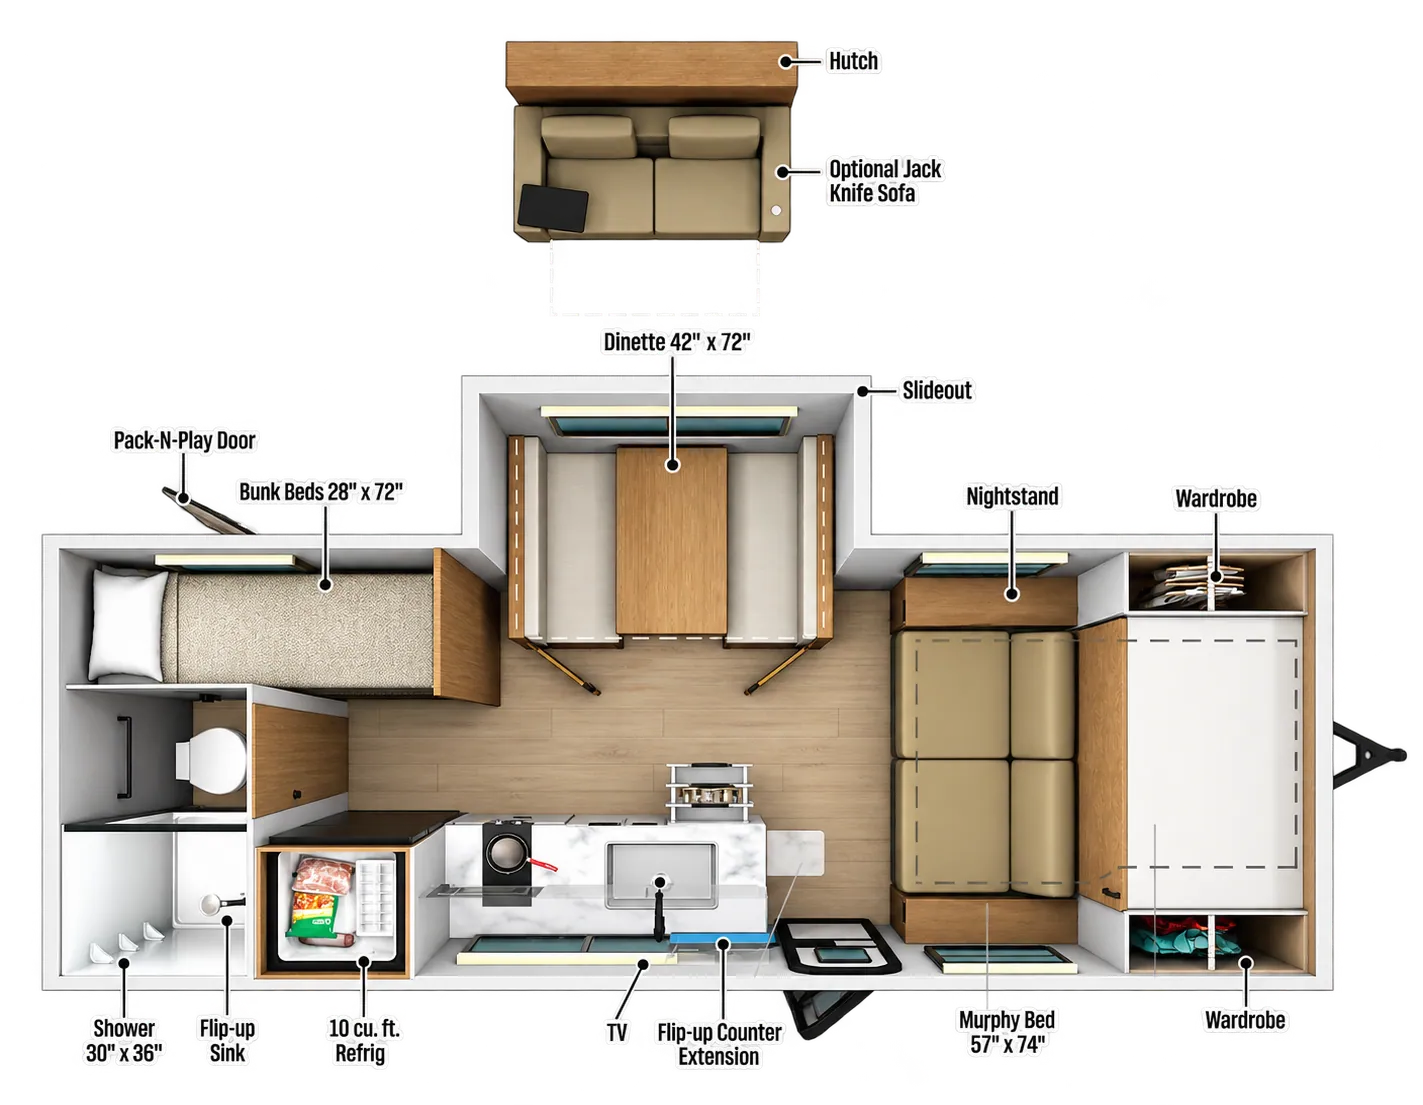 Hutch
Optional Jack
Knife Sofa
Dinette 42" x 72"
Slideout
Pack-N-Play Door
Bunk Beds 28" x 72"
Nightstand
Wardrobe
Shower
30" x 36"
Flip-up
Sink
10 cu. ft.
Refrig
TV
Flip-up Counter
Extension
Murphy Bed
57" x 74"
Wardrobe